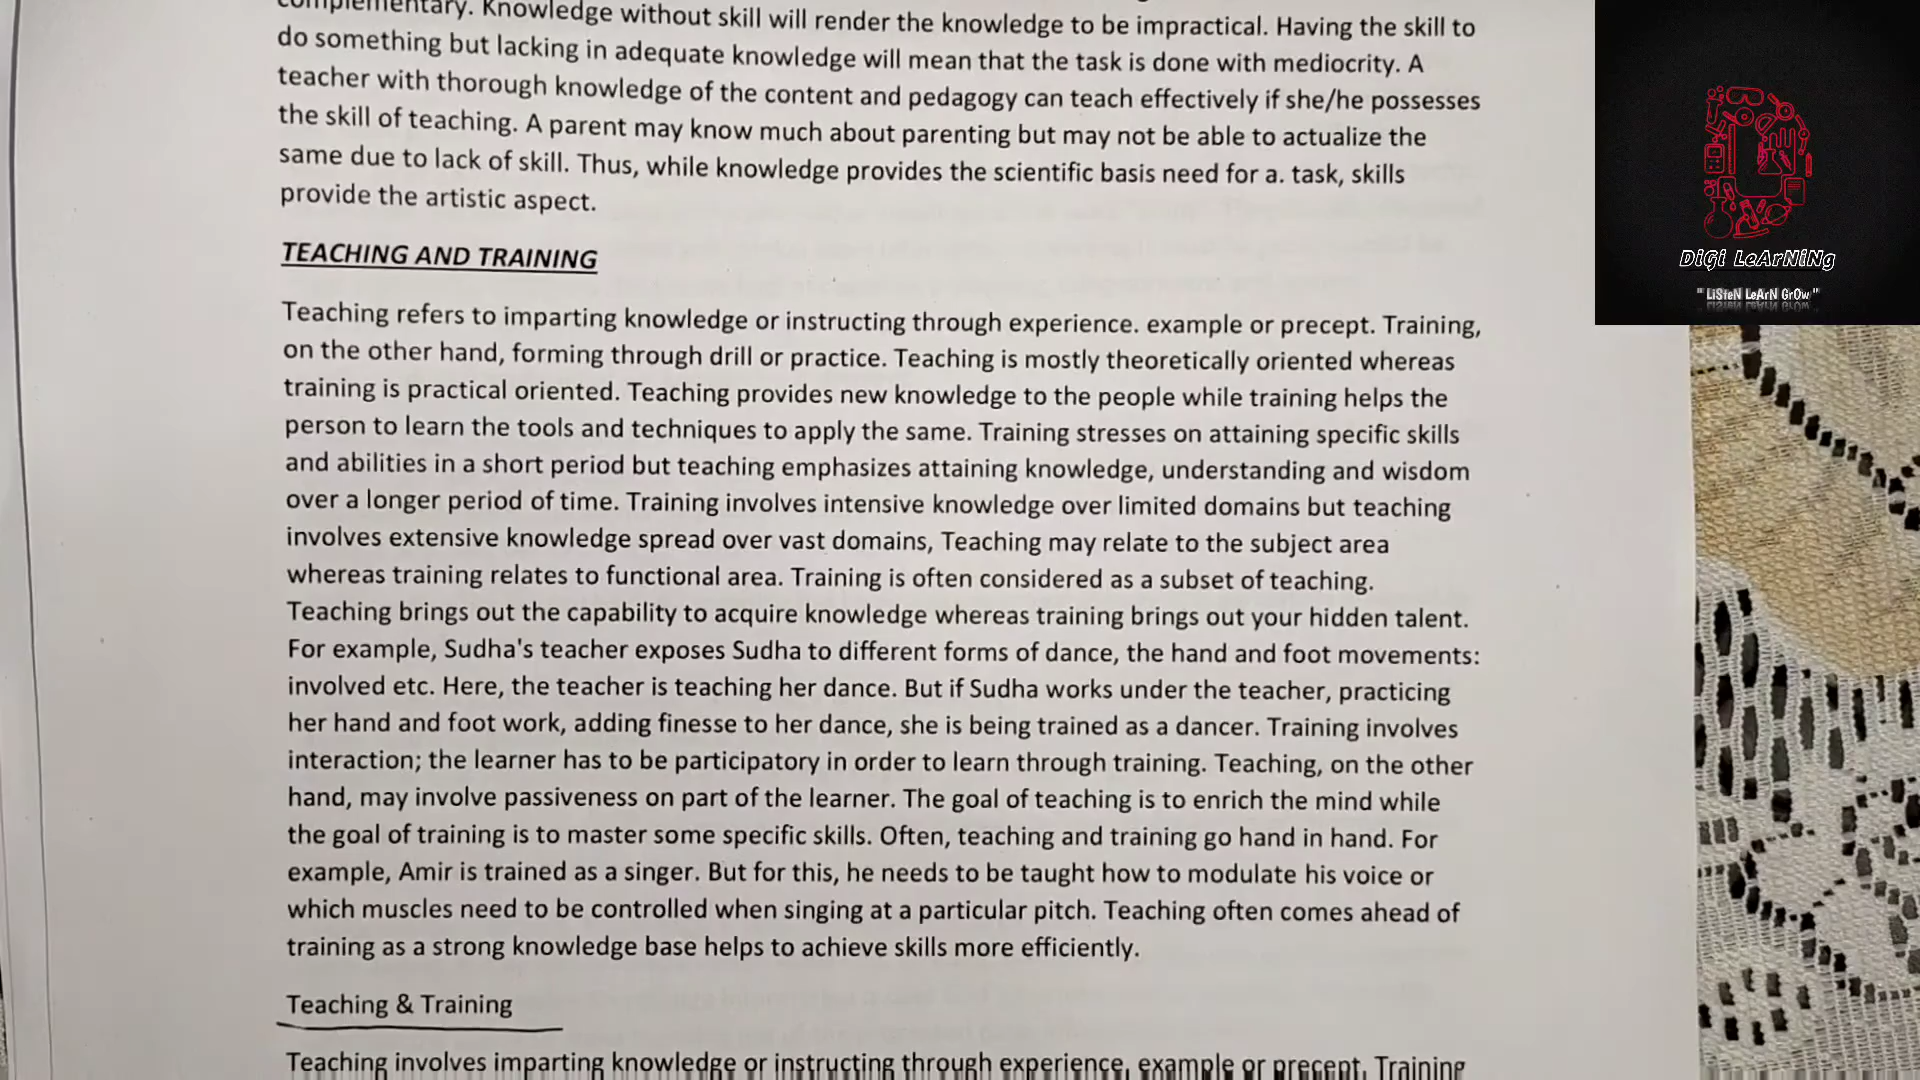 complementary. Knowledge without skill will render the knowledge to be impractical. Having the skill to
do something but lacking in adequate knowledge will mean that the task is done with mediocrity. A
teacher with thorough knowledge of the content and pedagogy can teach effectively if she/he possesses
the skill of teaching. A parent may know much about parenting but may not be able to actualize the
same due to lack of skill. Thus, while knowledge provides the scientific basis need for a. task, skills
provide the artistic aspect.
TEACHING AND TRAINING
Teaching refers to imparting knowledge or instructing through experience. example or precept. Training,
on the other hand, forming through drill or practice. Teaching is mostly theoretically oriented whereas
training is practical oriented. Teaching provides new knowledge to the people while training helps the
person to learn the tools and techniques to apply the same. Training stresses on attaining specific skills
and abilities in a short period but teaching emphasizes attaining knowledge, understanding and wisdom
over a longer period of time. Training involves intensive knowledge over limited domains but teaching
involves extensive knowledge spread over vast domains, Teaching may relate to the subject area
whereas training relates to functional area. Training is often considered as a subset of teaching.
Teaching brings out the capability to acquire knowledge whereas training brings out your hidden talent.
For example, Sudha's teacher exposes Sudha to different forms of dance, the hand and foot movements:
involved etc. Here, the teacher is teaching her dance. But if Sudha works under the teacher, practicing
her hand and foot work, adding finesse to her dance, she is being trained as a dancer. Training involves
interaction; the learner has to be participatory in order to learn through training. Teaching, on the other
hand, may involve passiveness on part of the learner. The goal of teaching is to enrich the mind while
the goal of training is to master some specific skills. Often, teaching and training go hand in hand. For
example, Amir is trained as a singer. But for this, he needs to be taught how to modulate his voice or
which muscles need to be controlled when singing at a particular pitch. Teaching often comes ahead of
training as a strong knowledge base helps to achieve skills more efficiently.
Teaching & Training
Teaching involves imparting knowledge or instructing through experience, example or precept. Training
DiGi LeArNiNg
"LiSteN LeArN GrOw"